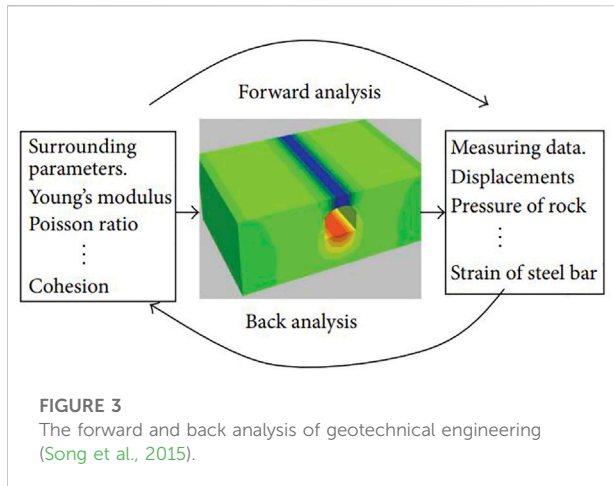 Forward analysis
Surrounding
parameters.
Young's modulus
Poisson ratio
⋮
Cohesion
Measuring data.
Displacements
Pressure of rock
⋮
Strain of steel bar
Back analysis
FIGURE 3
The forward and back analysis of geotechnical engineering
(Song et al., 2015).